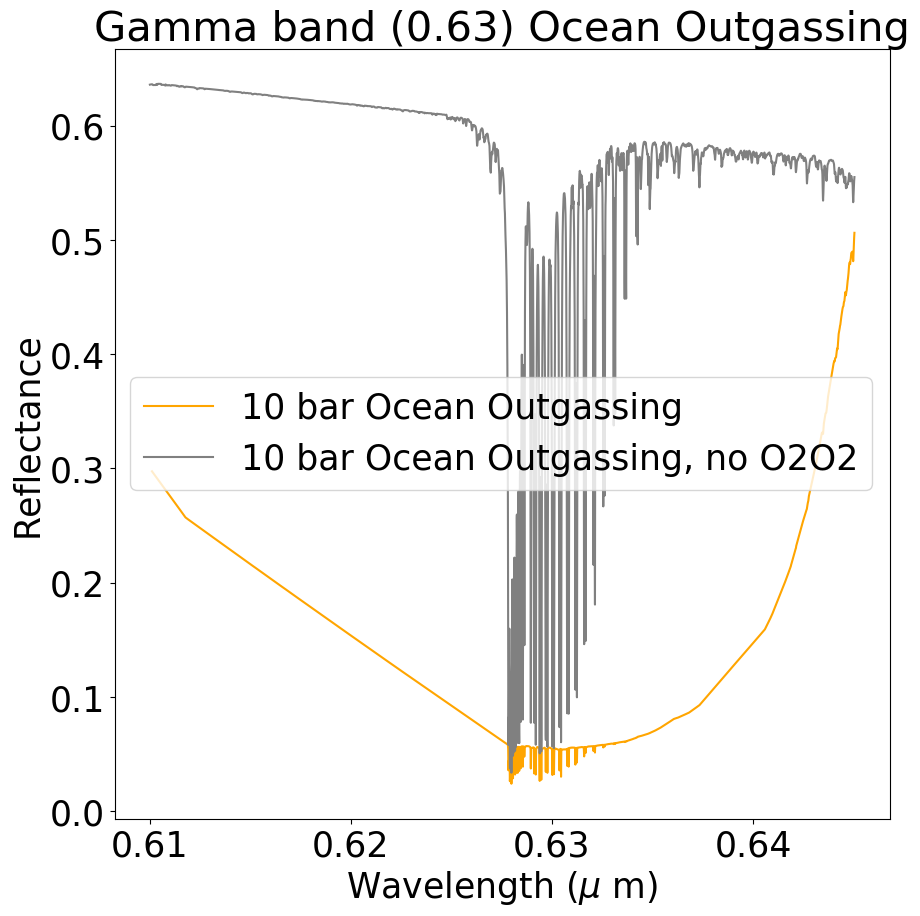 Gamma band (0.63) Ocean Outgassing
0.6
0.5
0.4
0.3
0.2
0.1
0.0
Reflectance
10 bar Ocean Outgassing
10 bar Ocean Outgassing, no O2O2
0.61 0.62 0.63 0.64
Wavelength (μ m)